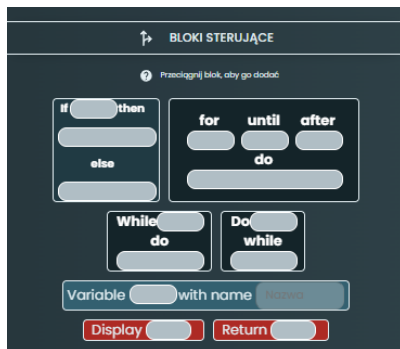 BLOKI STERUJĄCE
? Przeciągnij blok, aby go dodać
If then
else
for until after
do
While
do
Do
while
Variable with name Nazwa
Display Return